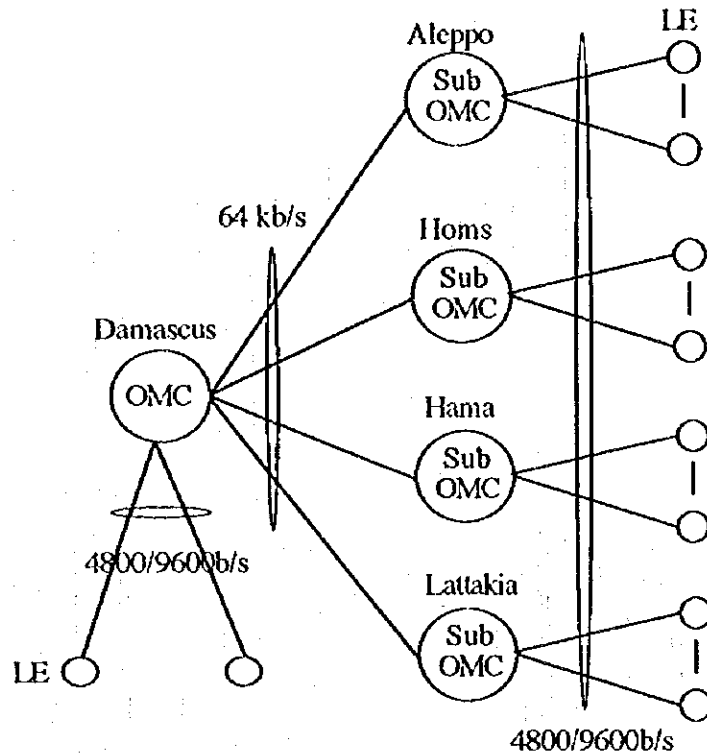 Aleppo
LE
Sub
OMC
64 kb/s
Homs
Sub
OMC
Damascus
OMC
Hama
Sub
OMC
4800/9600b/s
Lattakia
Sub
OMC
LE
4800/9600b/s